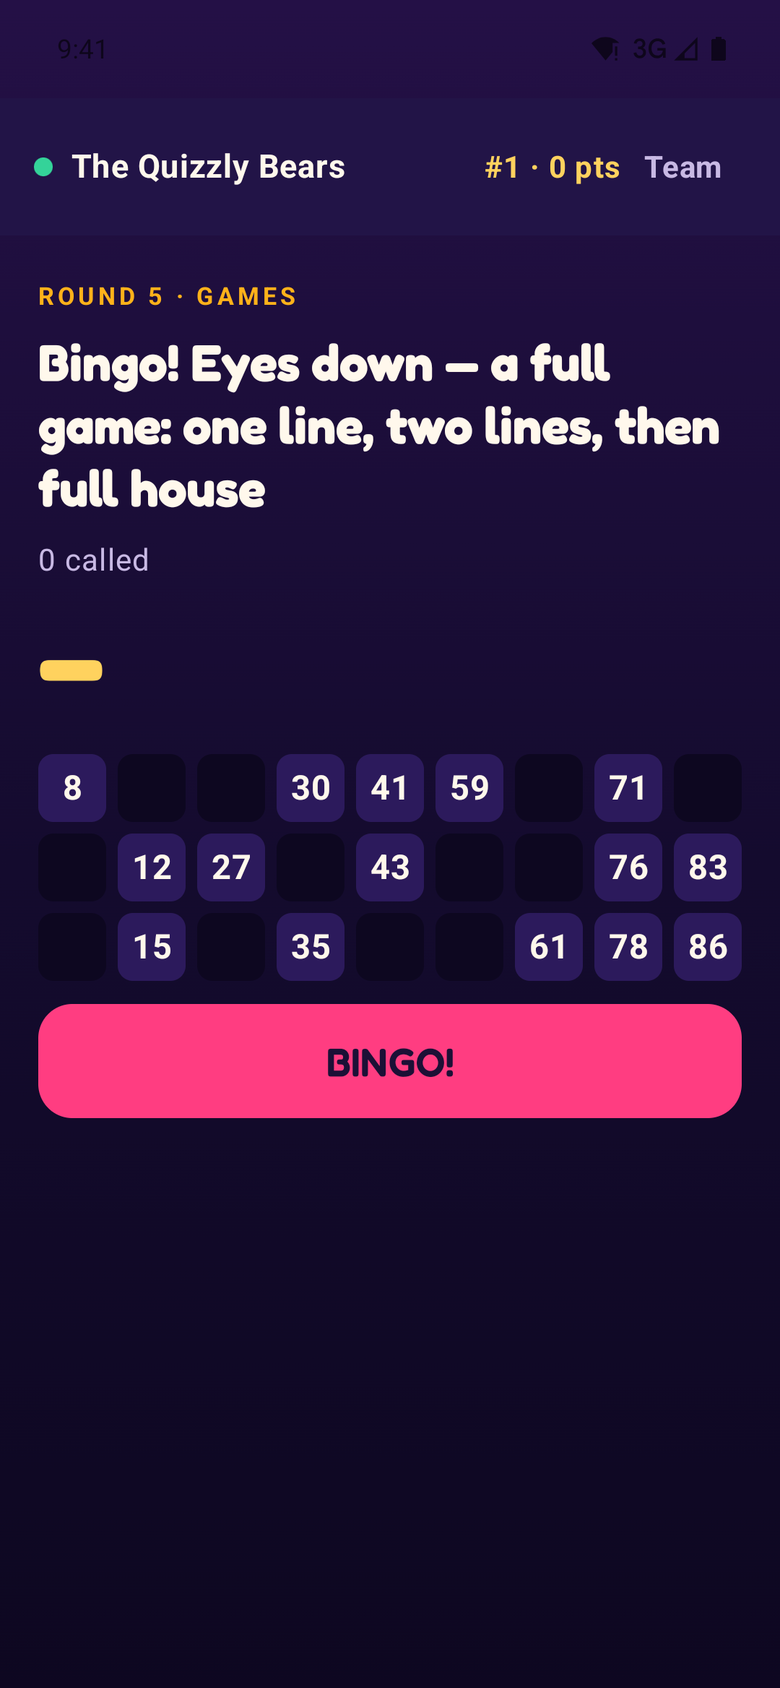 9:41 3G
The Quizzly Bears #1 · 0 pts Team
ROUND 5 · GAMES
Bingo! Eyes down — a full
game: one line, two lines, then
full house
0 called
8 30 41 59 71
12 27 43 76 83
15 35 61 78 86
BINGO!